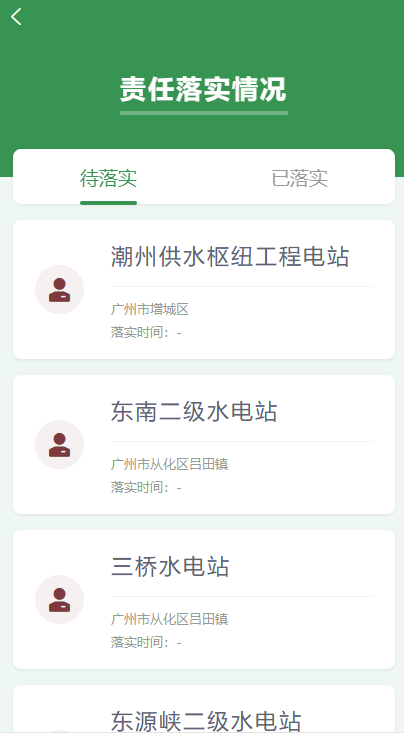 责任落实情况
待落实
已落实
潮州供水枢纽工程电站
广州市增城区
落实时间：-
东南二级水电站
广州市从化区吕田镇
落实时间：-
三桥水电站
广州市从化区吕田镇
落实时间：-
东源峡二级水电站